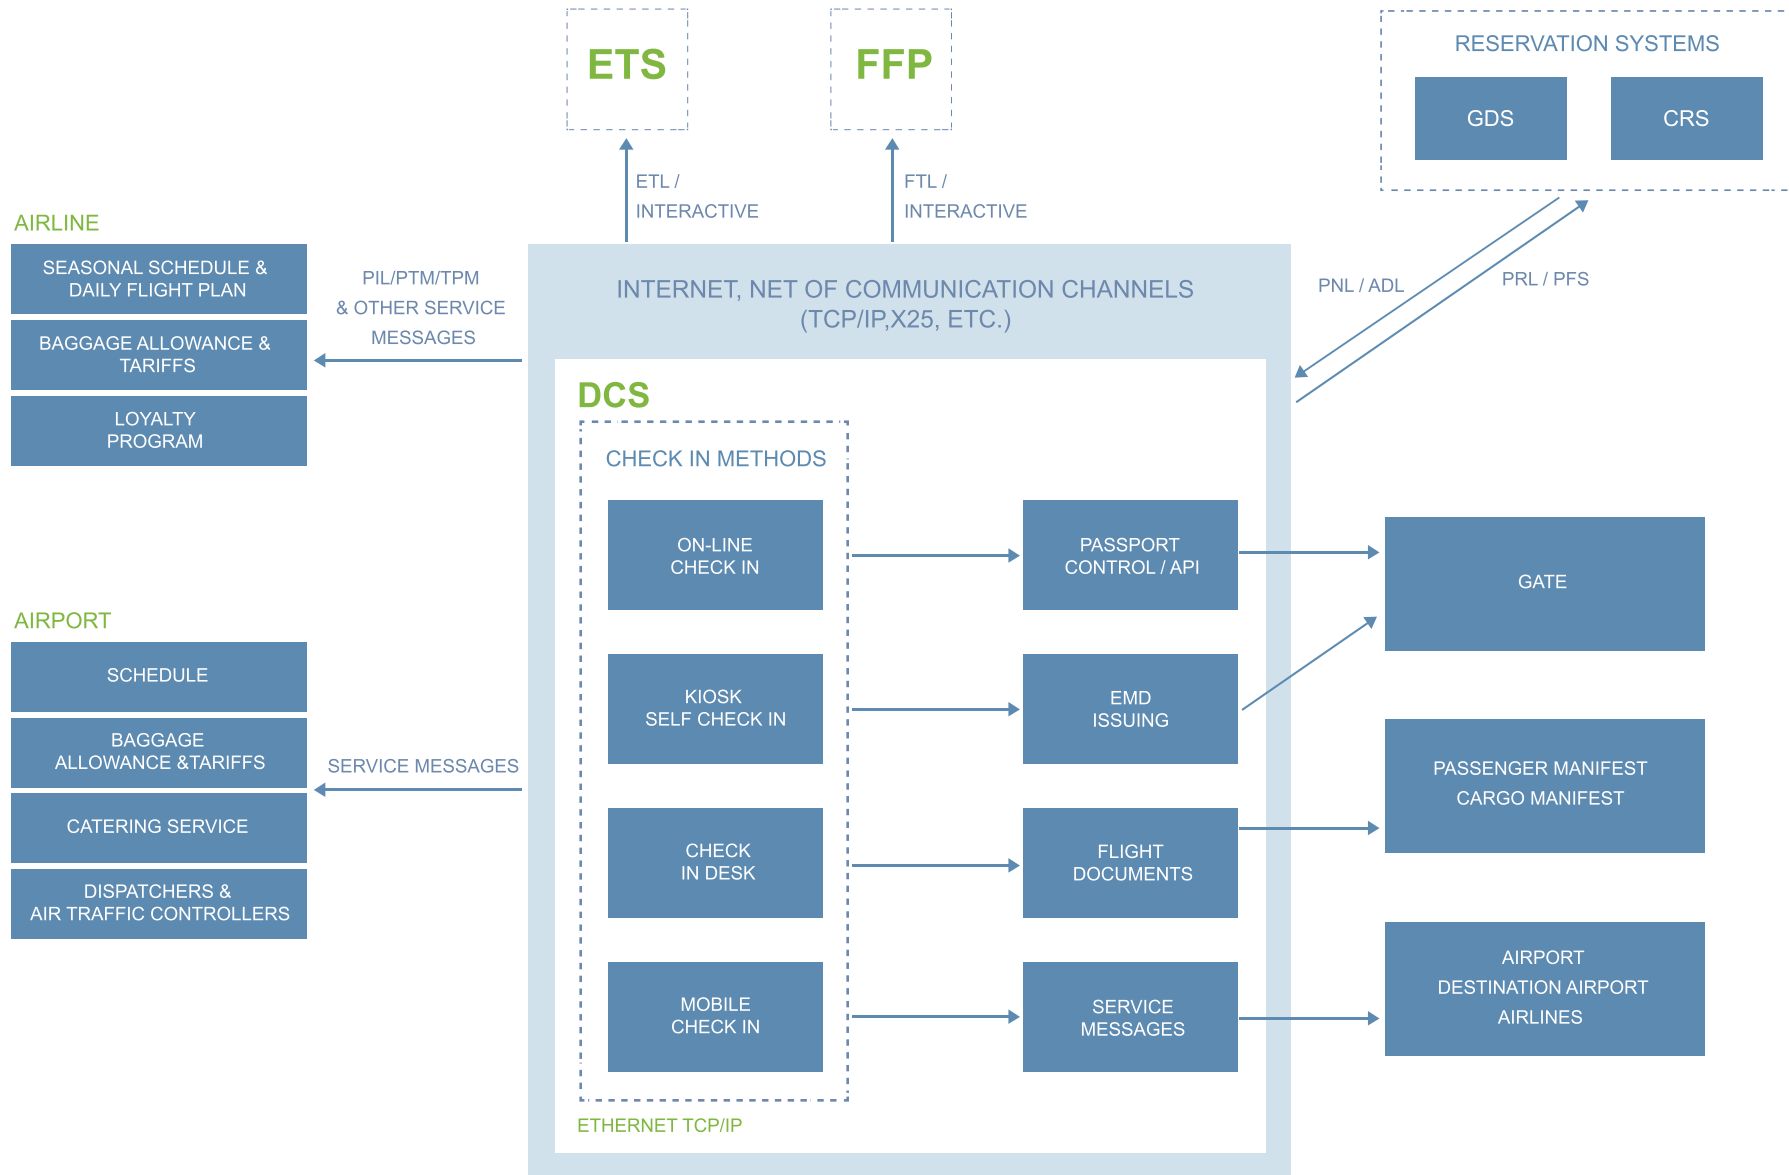 ETS
FFP
RESERVATION SYSTEMS
GDS
CRS
ETL /
INTERACTIVE
FTL /
INTERACTIVE
AIRLINE
SEASONAL SCHEDULE &
DAILY FLIGHT PLAN
BAGGAGE ALLOWANCE &
TARIFFS
LOYALTY
PROGRAM
PIL/PTM/TPM
& OTHER SERVICE
MESSAGES
INTERNET, NET OF COMMUNICATION CHANNELS
(TCP/IP,X25, ETC.)
PNL / ADL
PRL / PFS
DCS
CHECK IN METHODS
ON-LINE
CHECK IN
PASSPORT
CONTROL / API
GATE
KIOSK
SELF CHECK IN
EMD
ISSUING
AIRPORT
SCHEDULE
BAGGAGE
ALLOWANCE &TARIFFS
CATERING SERVICE
DISPATCHERS &
AIR TRAFFIC CONTROLLERS
SERVICE MESSAGES
CHECK
IN DESK
FLIGHT
DOCUMENTS
PASSENGER MANIFEST
CARGO MANIFEST
MOBILE
CHECK IN
SERVICE
MESSAGES
AIRPORT
DESTINATION AIRPORT
AIRLINES
ETHERNET TCP/IP